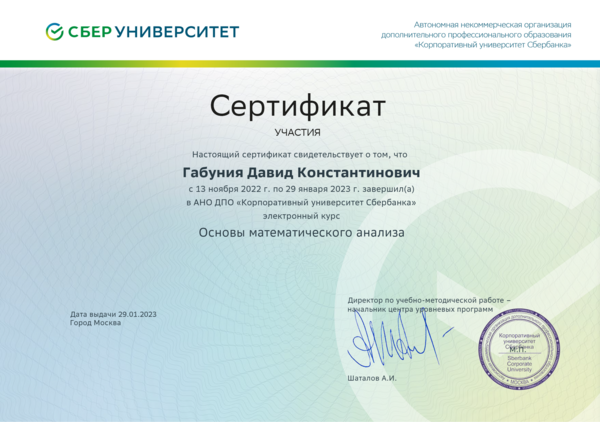 СБЕР УНИВЕРСИТЕТ
Автономная некоммерческая организация
дополнительного профессионального образования
«Корпоративный университет Сбербанка»
Сертификат
УЧАСТИЯ
Настоящий сертификат свидетельствует о том, что
Габуния Давид Константинович
с 13 ноября 2022 г. по 29 января 2023 г. завершил(а)
в АНО ДПО «Корпоративный университет Сбербанка»
электронный курс
Основы математического анализа
Дата выдачи 29.01.2023
Город Москва
Директор по учебно-методической работе –
начальник центра уровневых программ
Шаталов А.И.
Корпоративный
университет
Сбербанка
М.П.
Sberbank
Corporate
University
МОСКВА